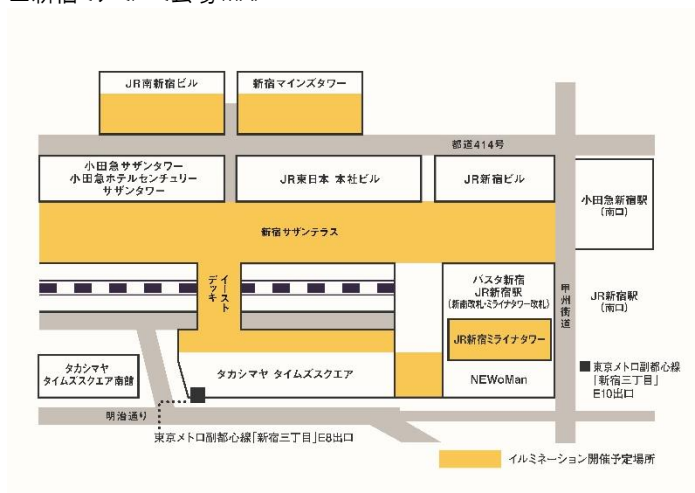 JR南新宿ビル
新宿マインズタワー
都道414号
小田急サザンタワー
小田急ホテルセンチュリー
サザンタワー
JR東日本 本社ビル
JR新宿ビル
小田急新宿駅
(南口)
新宿サザンテラス
イースト
デッキ
バスタ新宿
JR新宿駅
(新南改札・ミライナタワー改札)
甲州街道
JR新宿駅
(南口)
JR新宿ミライナタワー
タカシマヤ
タイムズスクエア南館
タカシマヤ タイムズスクエア
NEWoMan
東京メトロ副都心線
「新宿三丁目」
E10出口
明治通り
東京メトロ副都心線「新宿三丁目」E8出口
イルミネーション開催予定場所